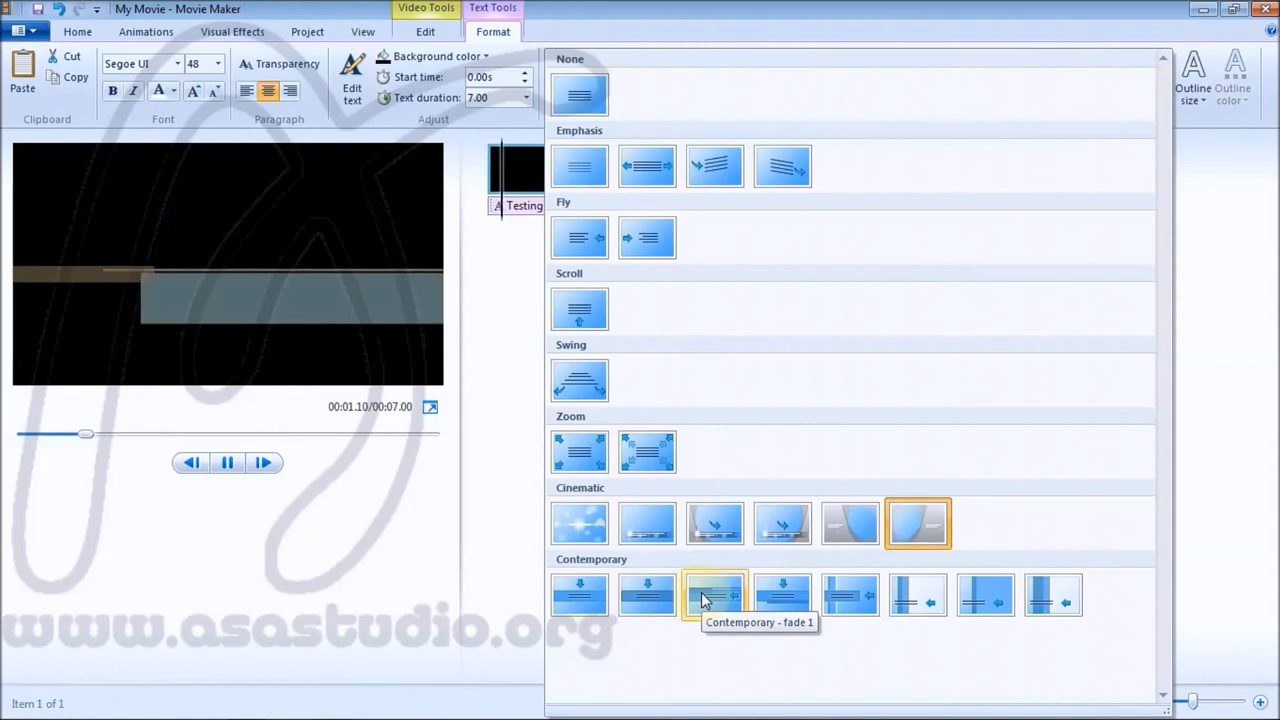 My Movie - Movie Maker
Video Tools
Text Tools
Home
Animations
Visual Effects
Project
View
Edit
Format
Paste
Cut
Copy
Clipboard
Segoe UI
48
B
I
A
A
A
Font
Transparency
Paragraph
Edit
text
Background color
Start time:
0.00s
Text duration:
7.00
Adjust
None
Emphasis
Fly
Scroll
Swing
Zoom
Cinematic
Contemporary
Contemporary - fade 1
A
Outline
size
A
Outline
color
A Testing
00:01.10/00:07.00
www.asastudio.org
Item 1 of 1